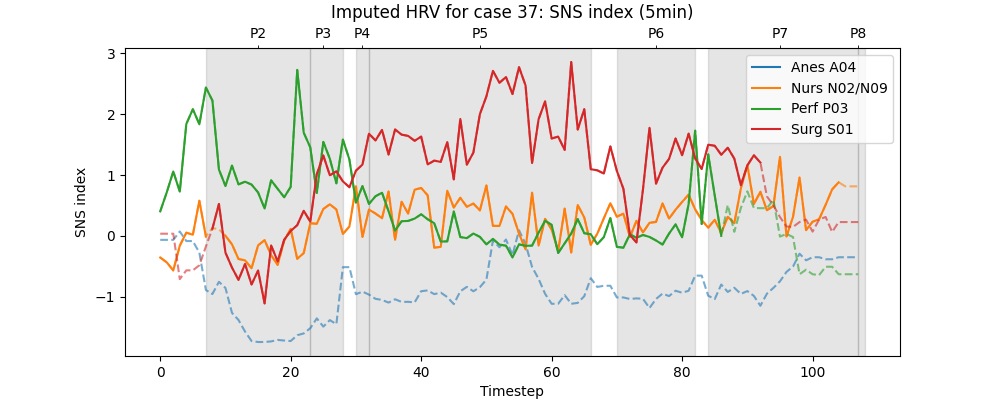 Imputed HRV for case 37: SNS index (5min)
P2 P3 P4 P5 P6 P7 P8
3
2
1
0
−1
SNS index
Anes A04
Nurs N02/N09
Perf P03
Surg S01
0 20 40 60 80 100
Timestep